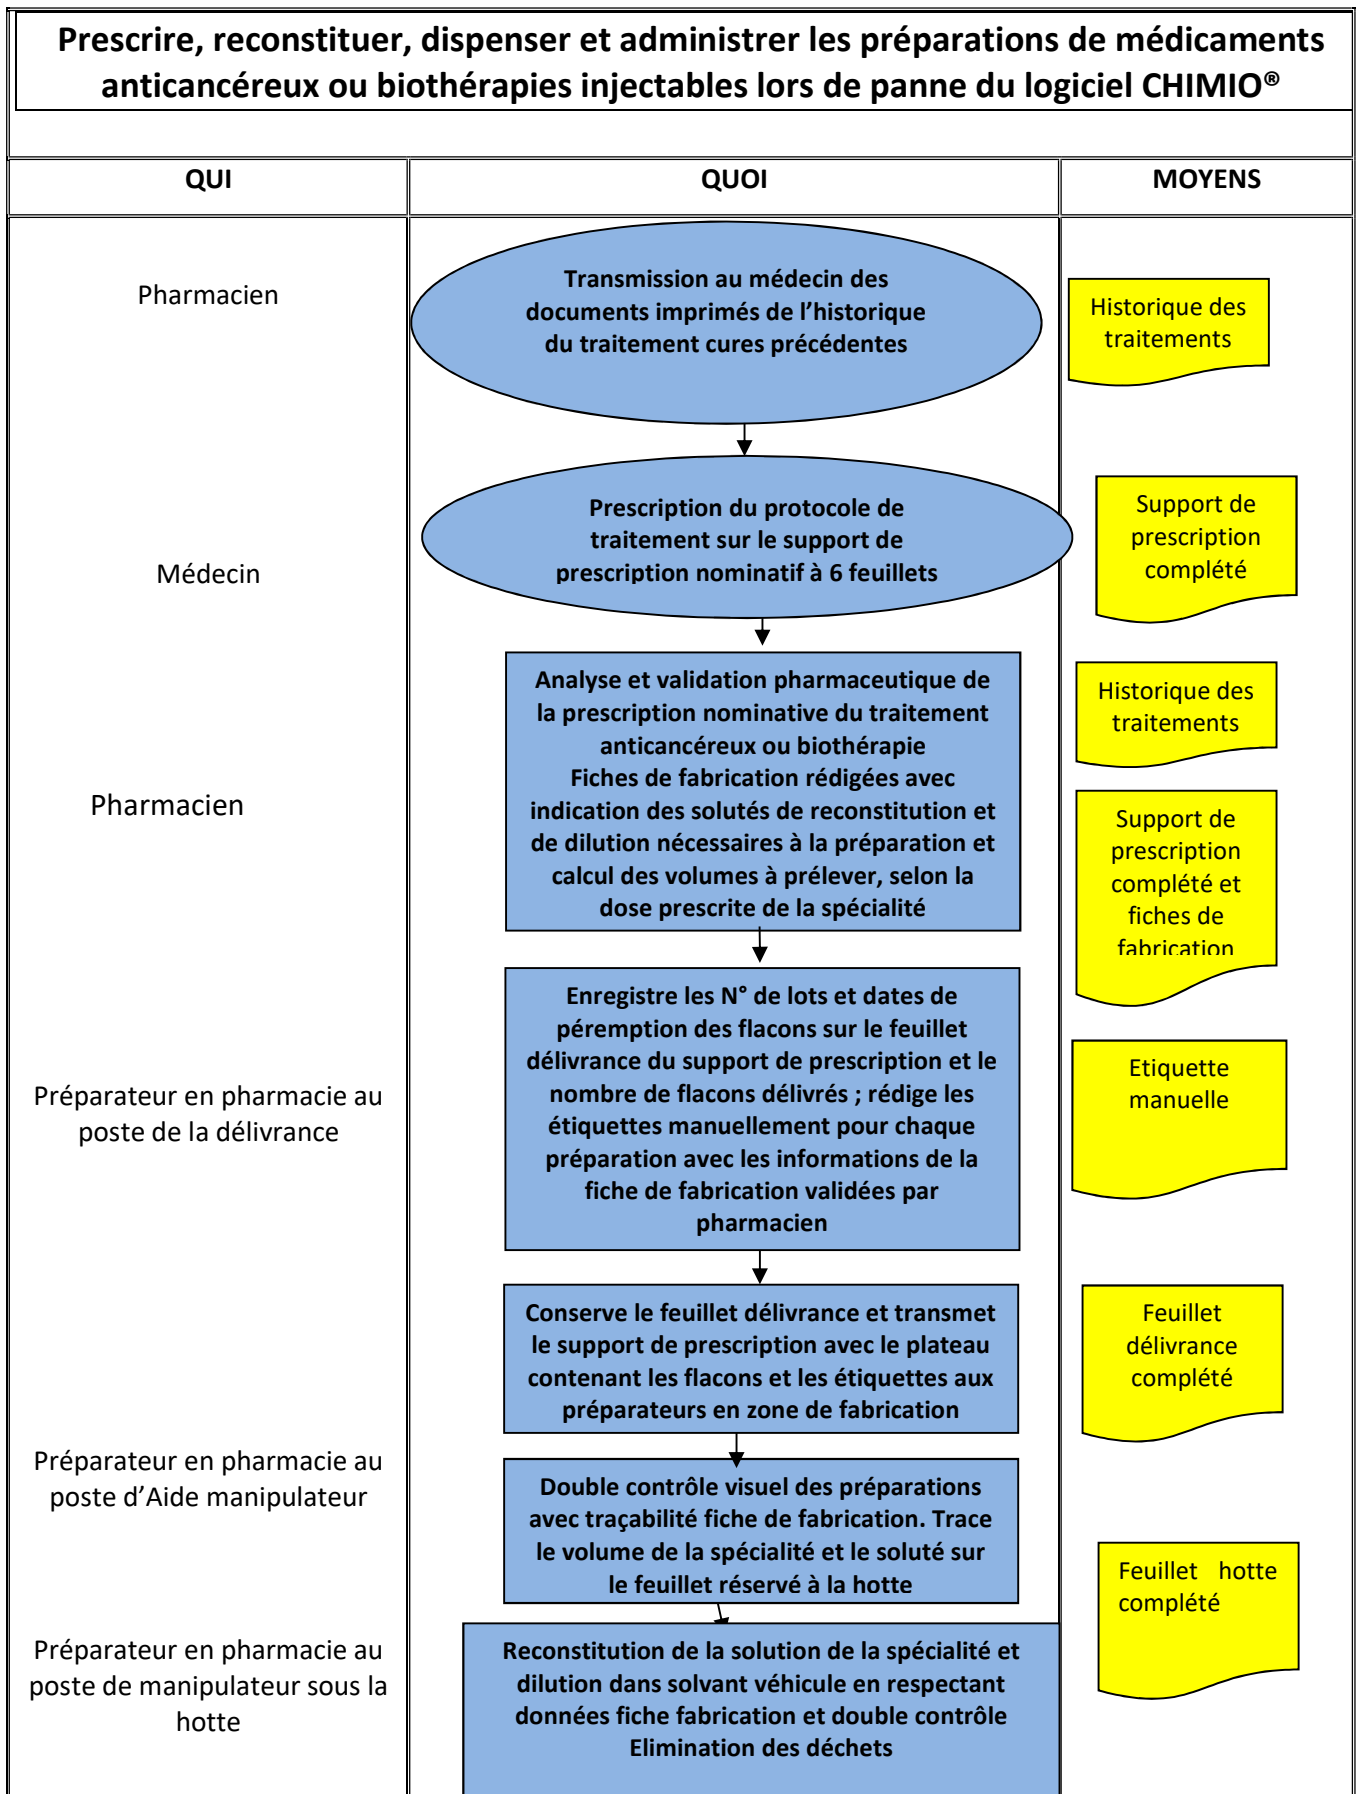 Prescrire, reconstituer, dispenser et administrer les préparations de médicaments
anticancéreux ou biothérapies injectables lors de panne du logiciel CHIMIO®
QUI
QUOI
MOYENS
Pharmacien
Transmission au médecin des
documents imprimés de l’historique
du traitement cures précédentes
Historique des
traitements
Médecin
Prescription du protocole de
traitement sur le support de
prescription nominatif à 6 feuillets
Support de
prescription
complété
Pharmacien
Analyse et validation pharmaceutique de
la prescription nominative du traitement
anticancéreux ou biothérapie
Fiches de fabrication rédigées avec
indication des solutés de reconstitution et
de dilution nécessaires à la préparation et
calcul des volumes à prélever, selon la
dose prescrite de la spécialité
Historique des
traitements
Support de
prescription
complété et
fiches de
fabrication
Préparateur en pharmacie au
poste de la délivrance
Enregistre les N° de lots et dates de
péremption des flacons sur le feuillet
délivrance du support de prescription et le
nombre de flacons délivrés ; rédige les
étiquettes manuellement pour chaque
préparation avec les informations de la
fiche de fabrication validées par
pharmacien
Etiquette
manuelle
Conserve le feuillet délivrance et transmet
le support de prescription avec le plateau
contenant les flacons et les étiquettes aux
préparateurs en zone de fabrication
Feuillet
délivrance
complété
Préparateur en pharmacie au
poste d’Aide manipulateur
Double contrôle visuel des préparations
avec traçabilité fiche de fabrication. Trace
le volume de la spécialité et le soluté sur
le feuillet réservé à la hotte
Feuillet hotte
complété
Préparateur en pharmacie au
poste de manipulateur sous la
hotte
Reconstitution de la solution de la spécialité et
dilution dans solvant véhicule en respectant
données fiche fabrication et double contrôle
Elimination des déchets